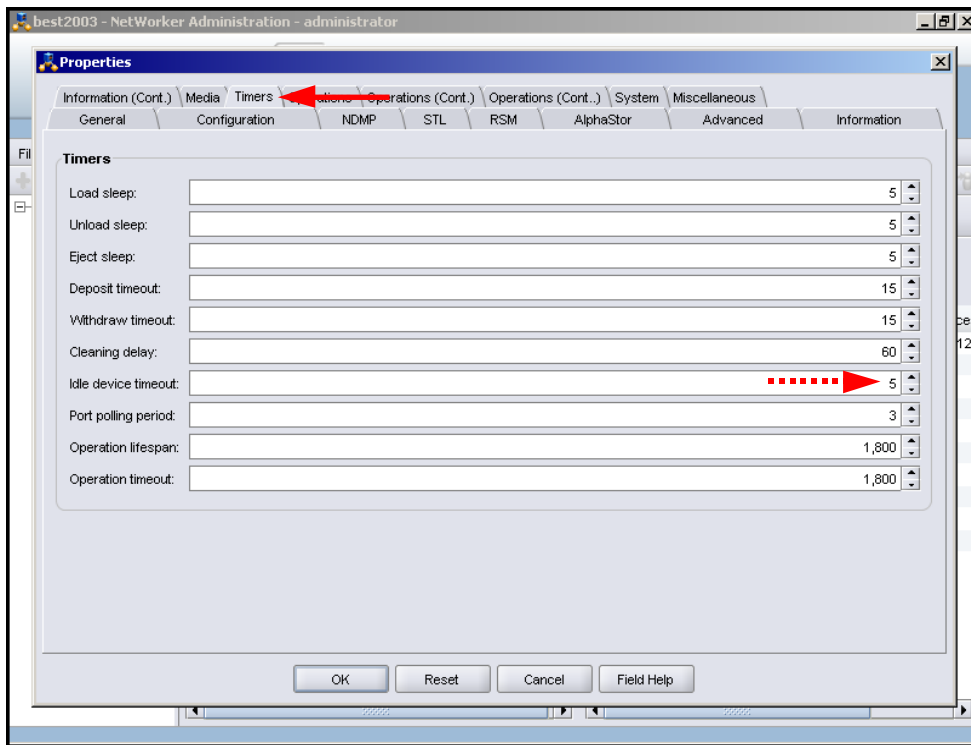 best2003 - NetWorker Administration - administrator
Properties
Information (Cont.) Media Timers Operations (Cont.) Operations (Cont..) System Miscellaneous
General Configuration NDMP STL RSM AlphaStor Advanced Information
Fil
Timers
Load sleep: 5
Unload sleep: 5
Eject sleep: 5
Deposit timeout: 15
Withdraw timeout: 15
Cleaning delay: 60
Idle device timeout: 5
Port polling period: 3
Operation lifespan: 1,800
Operation timeout: 1,800
ce
12
OK Reset Cancel Field Help